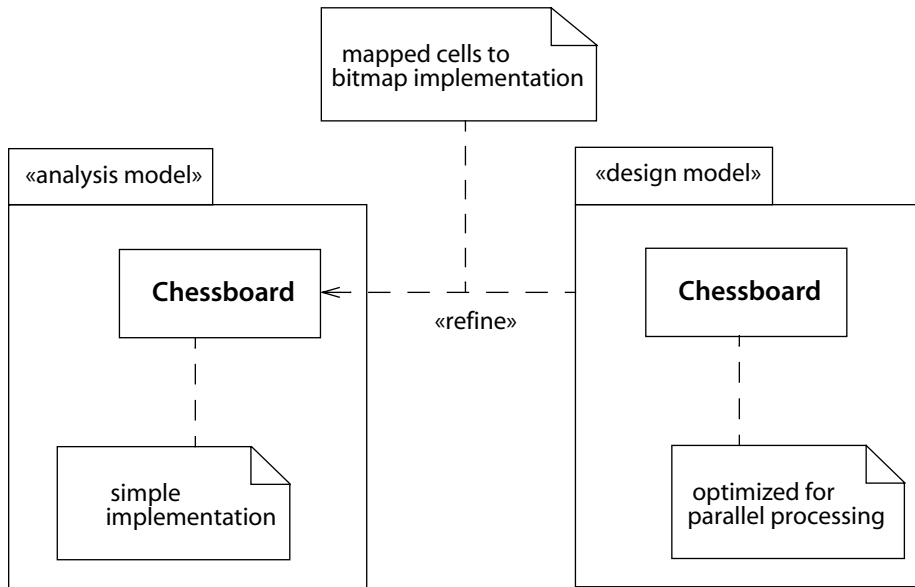 mapped cells to
bitmap implementation
«analysis model»
«design model»
Chessboard
Chessboard
«refine»
simple
implementation
optimized for
parallel processing